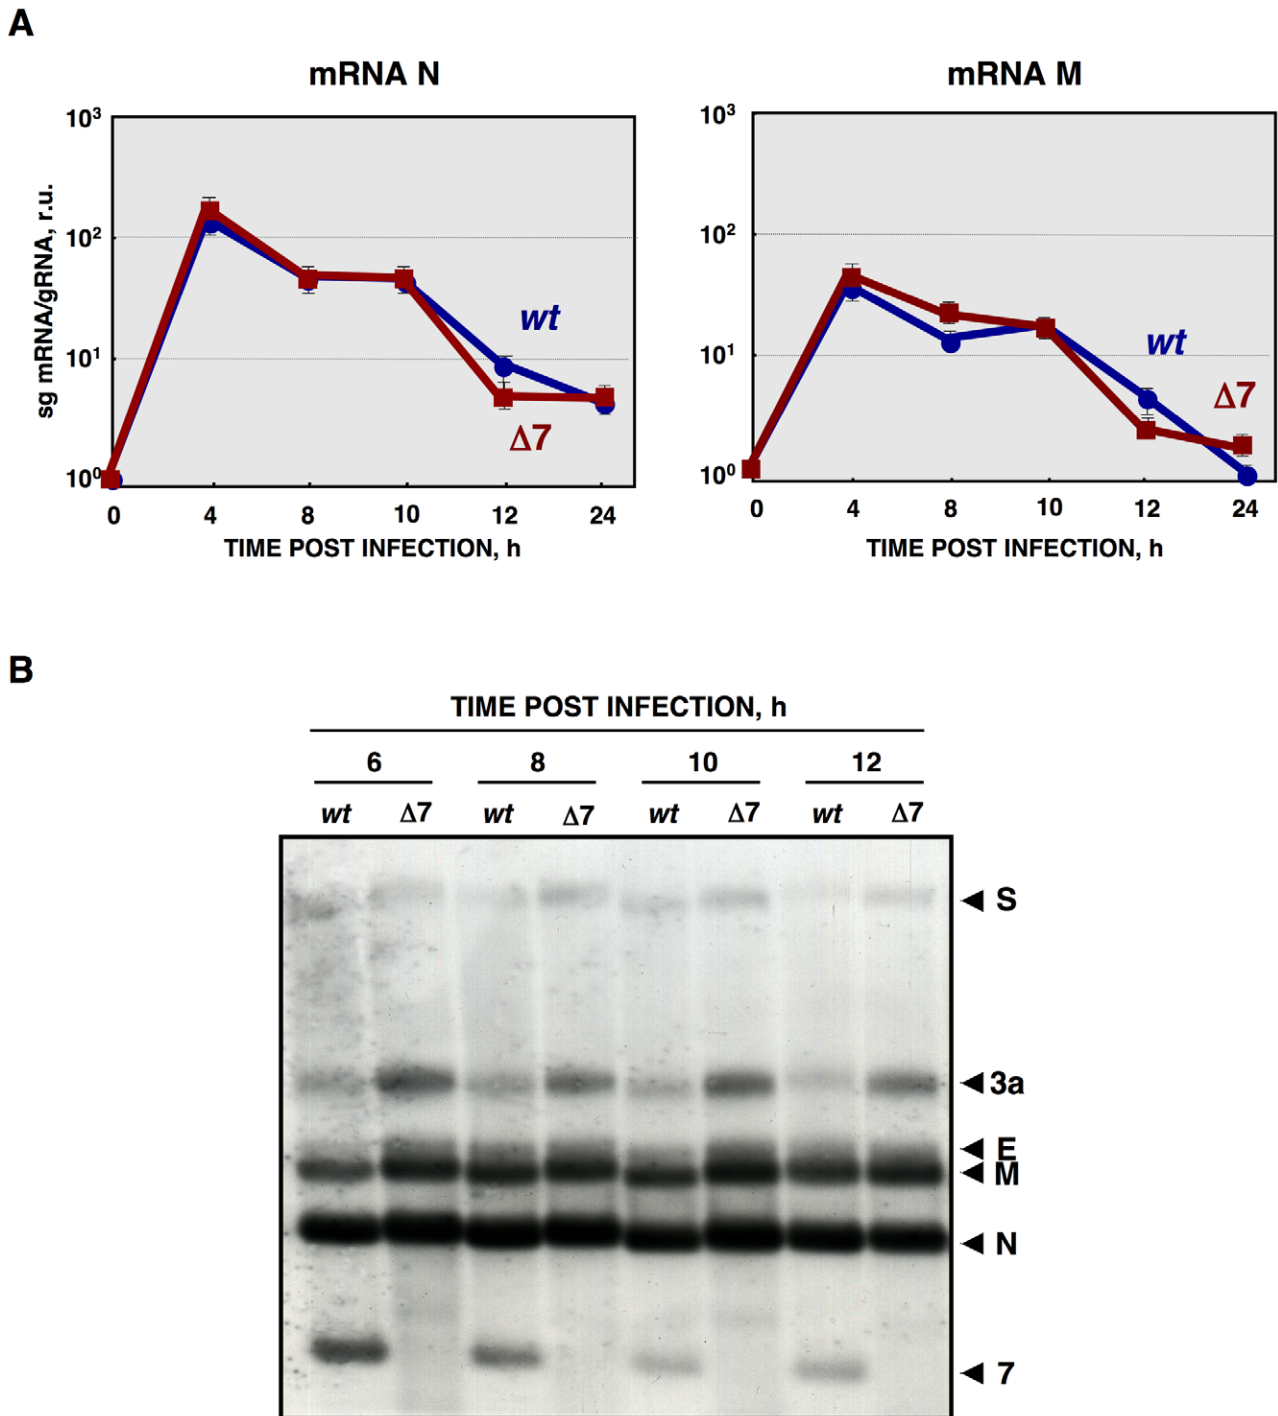 A
mRNA N
mRNA M
sg mRNA/gRNA, r.u.
10³
10²
10¹
10⁰
wt
Δ7
0 4 8 10 12 24
TIME POST INFECTION, h
10³
10²
10¹
10⁰
wt
Δ7
0 4 8 10 12 24
TIME POST INFECTION, h
B
TIME POST INFECTION, h
6 8 10 12
wt Δ7 wt Δ7 wt Δ7 wt Δ7
S
3a
E
M
N
7